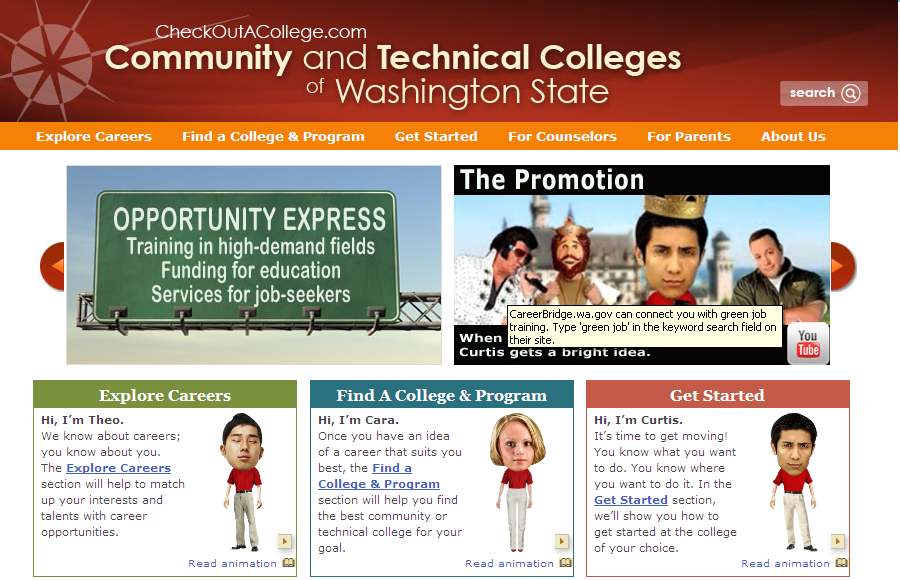 CheckOutACollege.com
Community and Technical Colleges
of Washington State
search
Explore Careers Find a College & Program Get Started For Counselors For Parents About Us
OPPORTUNITY EXPRESS
Training in high-demand fields
Funding for education
Services for job-seekers
The Promotion
CareerBridge.wa.gov can connect you with green job
training. Type 'green job' in the keyword search field on
their site.
When
Curtis gets a bright idea.
You
Tube
Explore Careers
Hi, I'm Theo.
We know about careers;
you know about you.
The Explore Careers
section will help to match
up your interests and
talents with career
opportunities.
Read animation
Find A College & Program
Hi, I'm Cara.
Once you have an idea
of a career that suits you
best, the Find a
College & Program
section will help you find
the best community or
technical college for your
goal.
Read animation
Get Started
Hi, I'm Curtis.
It's time to get moving!
You know what you want
to do. You know where
you want to do it. In the
Get Started section,
we'll show you how to
get started at the college
of your choice.
Read animation